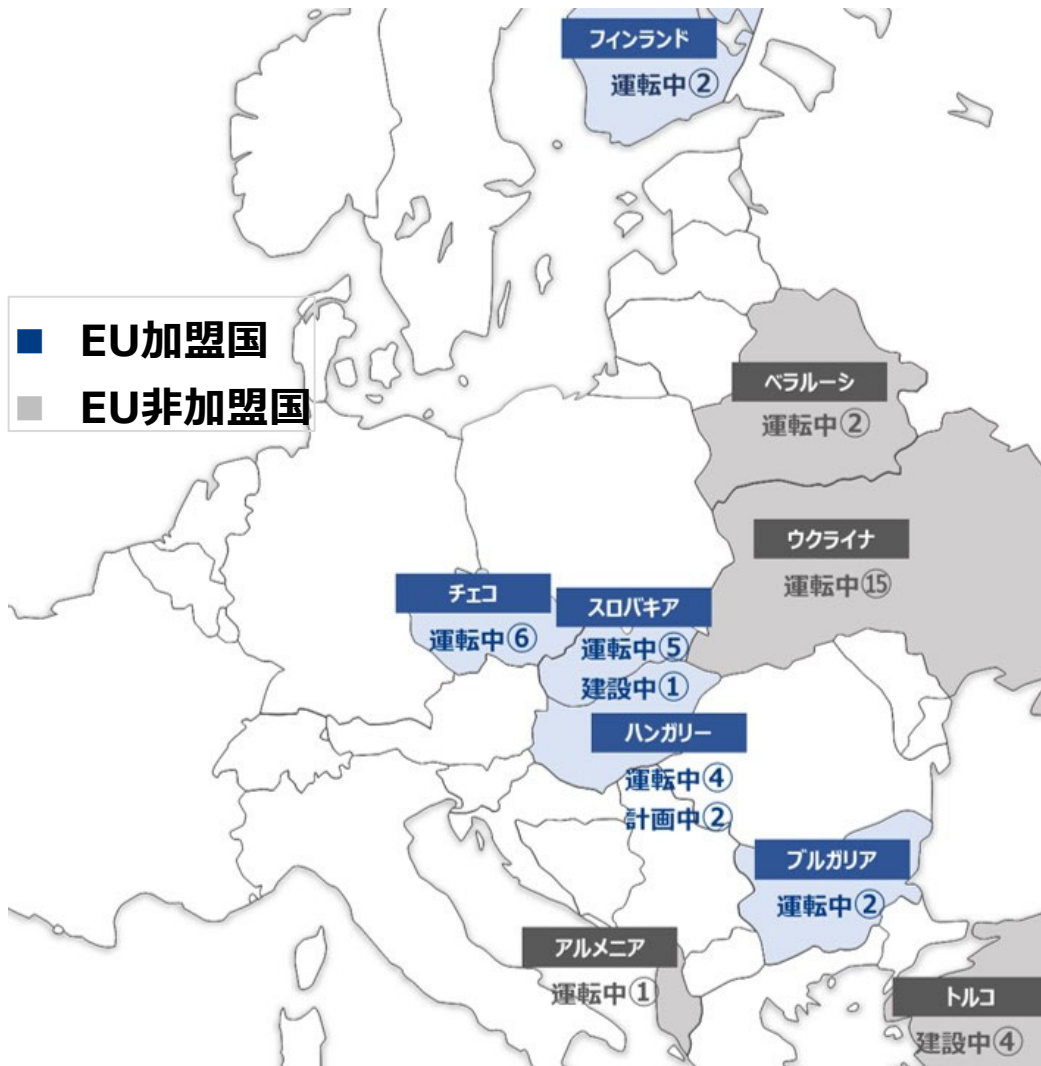 フィンランド
運転中②
■ EU加盟国
■ EU非加盟国
ベラルーシ
運転中②
ウクライナ
運転中⑮
チェコ
運転中⑥
スロバキア
運転中⑤
建設中①
ハンガリー
運転中④
計画中②
ブルガリア
運転中②
アルメニア
運転中①
トルコ
建設中④